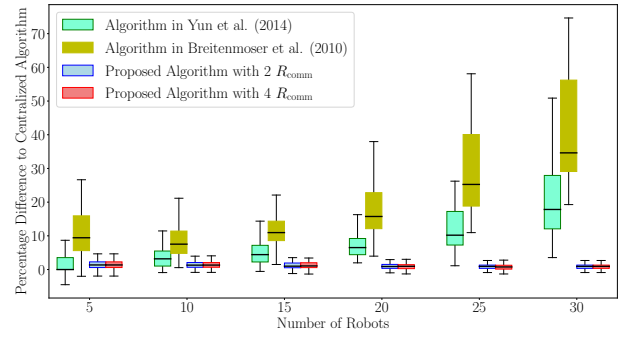 Percentage Difference to Centralized Algorithm
70
60
50
40
30
20
10
0
Algorithm in Yun et al. (2014)
Algorithm in Breitenmoser et al. (2010)
Proposed Algorithm with 2 Rcomm
Proposed Algorithm with 4 Rcomm
5 10 15 20 25 30
Number of Robots